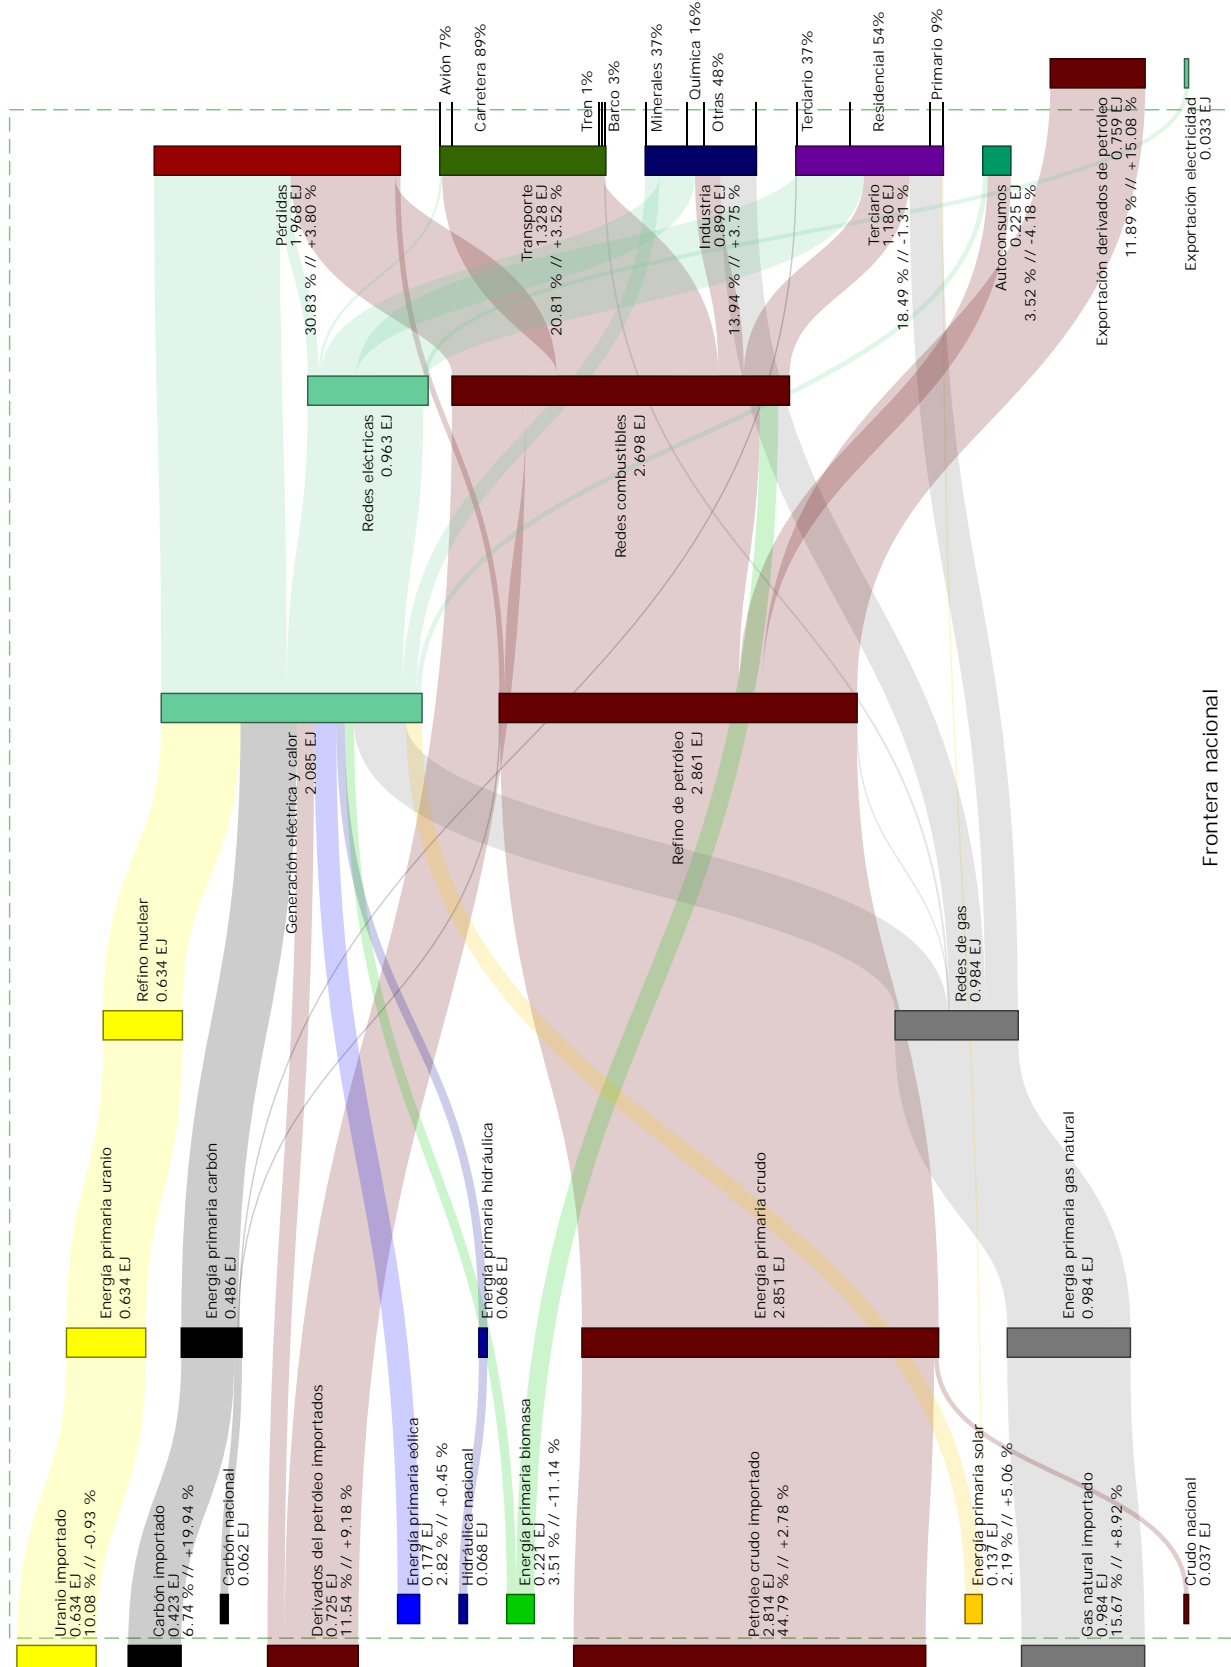 Uranio importado
0.634 EJ
10.08 % // -0.93 %
Carbón importado
0.423 EJ
6.74 % // +19.94 %
Carbón nacional
0.062 EJ
Derivados del petróleo importados
0.725 EJ
11.54 % // +9.18 %
Energía primaria eólica
0.177 EJ
2.82 % // +0.45 %
Hidráulica nacional
0.068 EJ
Energía primaria biomasa
0.221 EJ
3.51 % // -11.14 %
Petróleo crudo importado
2.814 EJ
44.79 % // +2.78 %
Energía primaria solar
0.137 EJ
2.19 % // +5.06 %
Gas natural importado
0.984 EJ
15.67 % // +8.92 %
Crudo nacional
0.037 EJ
Energía primaria uranio
0.634 EJ
Energía primaria carbón
0.486 EJ
Energía primaria hidráulica
0.068 EJ
Energía primaria crudo
2.851 EJ
Energía primaria gas natural
0.984 EJ
Refino nuclear
0.634 EJ
Redes de gas
0.984 EJ
Generación eléctrica y calor
2.085 EJ
Refino de petróleo
2.861 EJ
Redes eléctricas
0.963 EJ
Redes combustibles
2.698 EJ
Pérdidas
1.968 EJ
30.83 % // +3.80 %
Transporte
1.328 EJ
20.81 % // +3.52 %
Industria
0.890 EJ
13.94 % // +3.75 %
Terciario
1.180 EJ
18.49 % // -1.31 %
Autoconsumos
0.225 EJ
3.52 % // -4.18 %
Exportación derivados de petróleo
0.759 EJ
11.89 % // +15.08 %
Exportación electricidad
0.033 EJ
Avión 7%
Carretera 89%
Tren 1%
Barco 3%
Minerales 37%
Química 16%
Otras 48%
Terciario 37%
Residencial 54%
Primario 9%
Frontera nacional